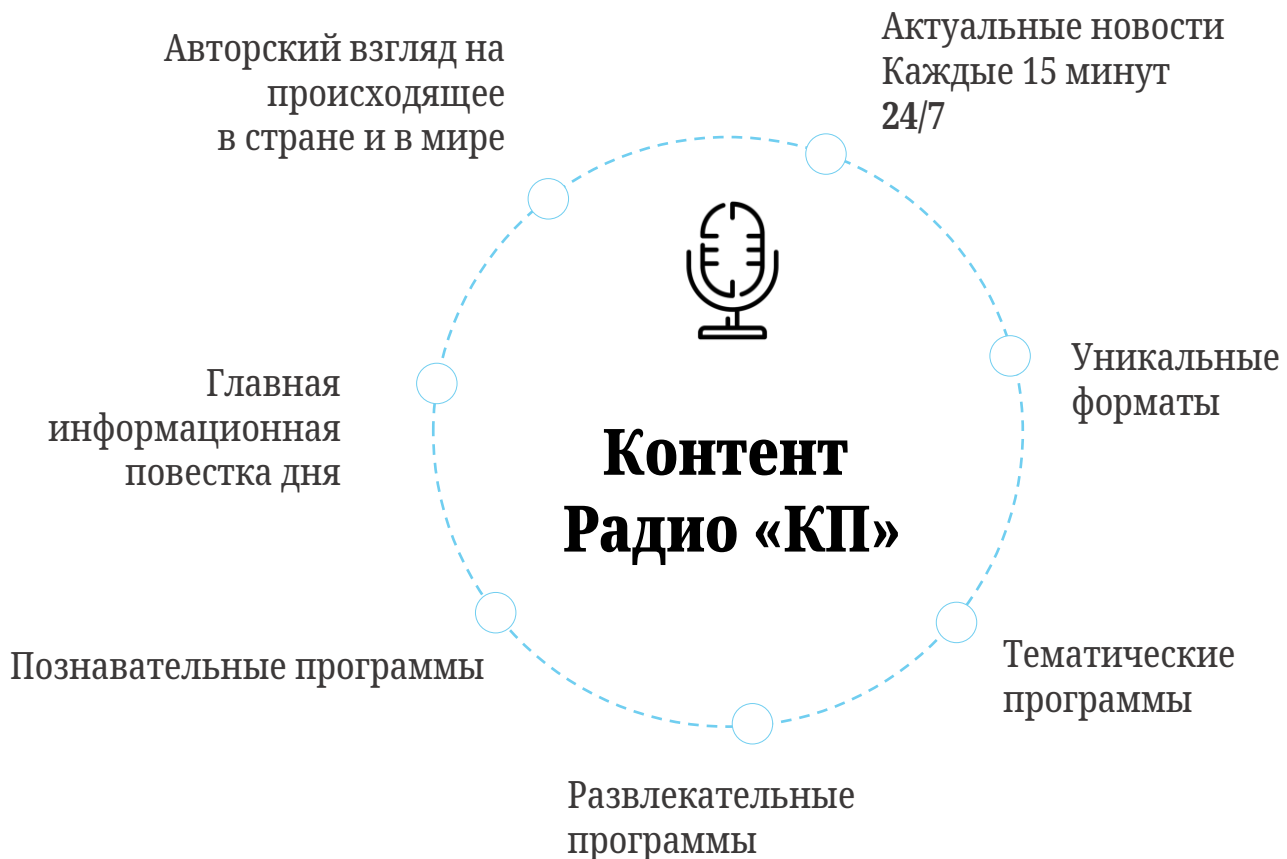 Авторский взгляд на
происходящее
в стране и в мире
Актуальные новости
Каждые 15 минут
24/7
Главная
информационная
повестка дня
Контент
Радио «КП»
Уникальные
форматы
Познавательные программы
Тематические
программы
Развлекательные
программы